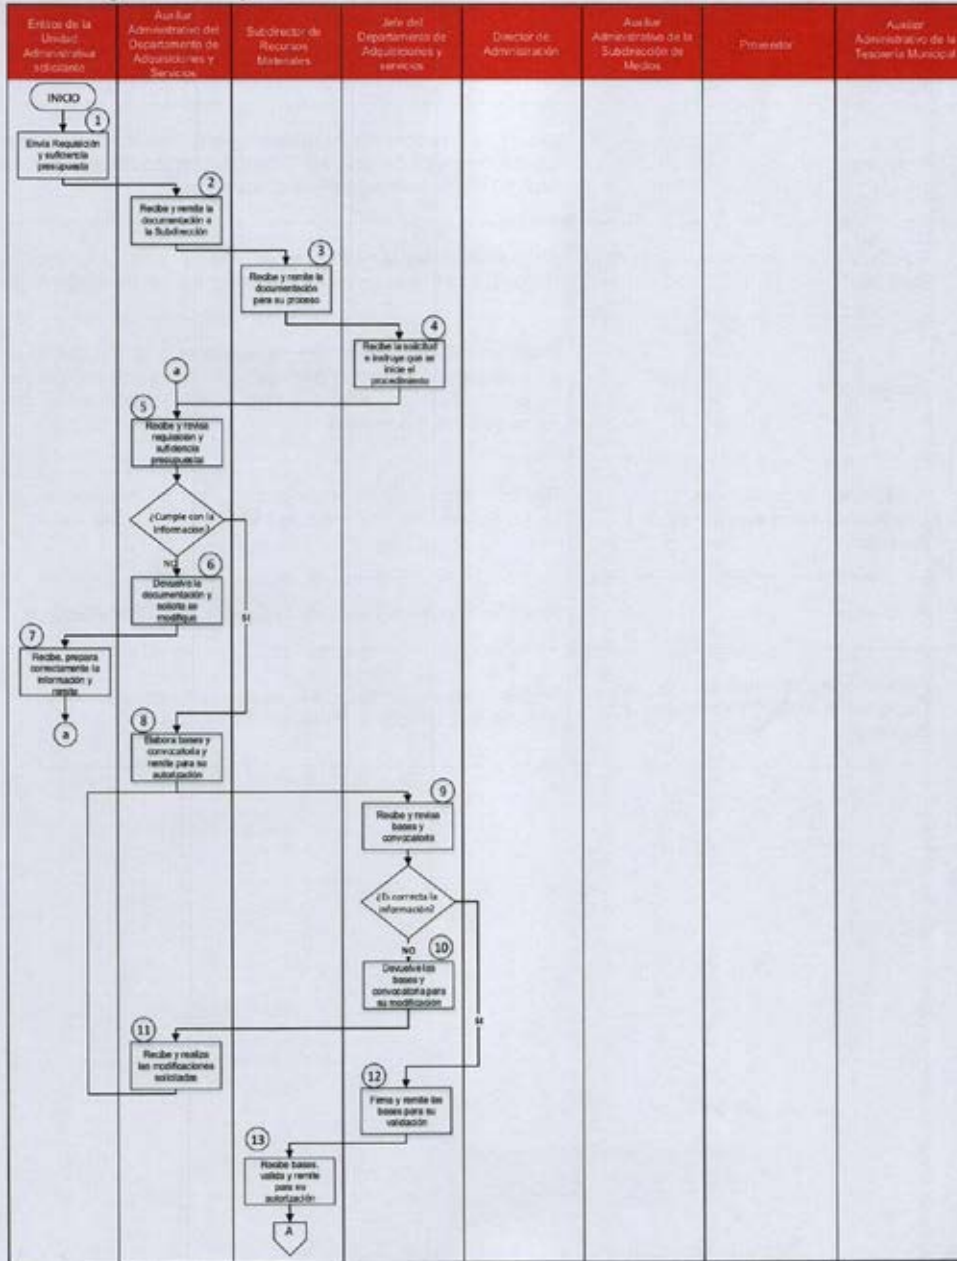 Enlace de la
Unidad
Administrativa
solicitante
Auxiliar
Administrativo del
Departamento de
Adquisiciones y
Servicios
Subdirector de
Recursos
Materiales
Jefe del
Departamento de
Adquisiciones y
servicios
Director de
Administración
Auxiliar
Administrativo de la
Subdirección de
Medios
Proveedor
Auxiliar
Administrativo de la
Tesorería Municipal
INICIO
1
Envía Requisición
y suficiencia
presupuestal
2
Recibe y remite la
documentación a
la Subdirección
3
Recibe y remite la
documentación
para su proceso
4
Recibe la solicitud
e instruye que se
inicie el
procedimiento
a
5
Recibe y revisa
requisición y
suficiencia
presupuestal
¿Cumple con la
información?
NO
SI
6
Devuelve la
documentación y
solicita se
modifique
7
Recibe, prepara
correctamente la
información y
remite
a
8
Elabora bases y
convocatoria y
remite para su
autorización
9
Recibe y revisa
bases y
convocatoria
¿Es correcta la
información?
NO
SI
10
Devuelve las
bases y
convocatoria para
su modificación
11
Recibe y realiza
las modificaciones
solicitadas
12
Firma y remite las
bases para su
validación
13
Recibe bases,
valida y remite
para su
autorización
A